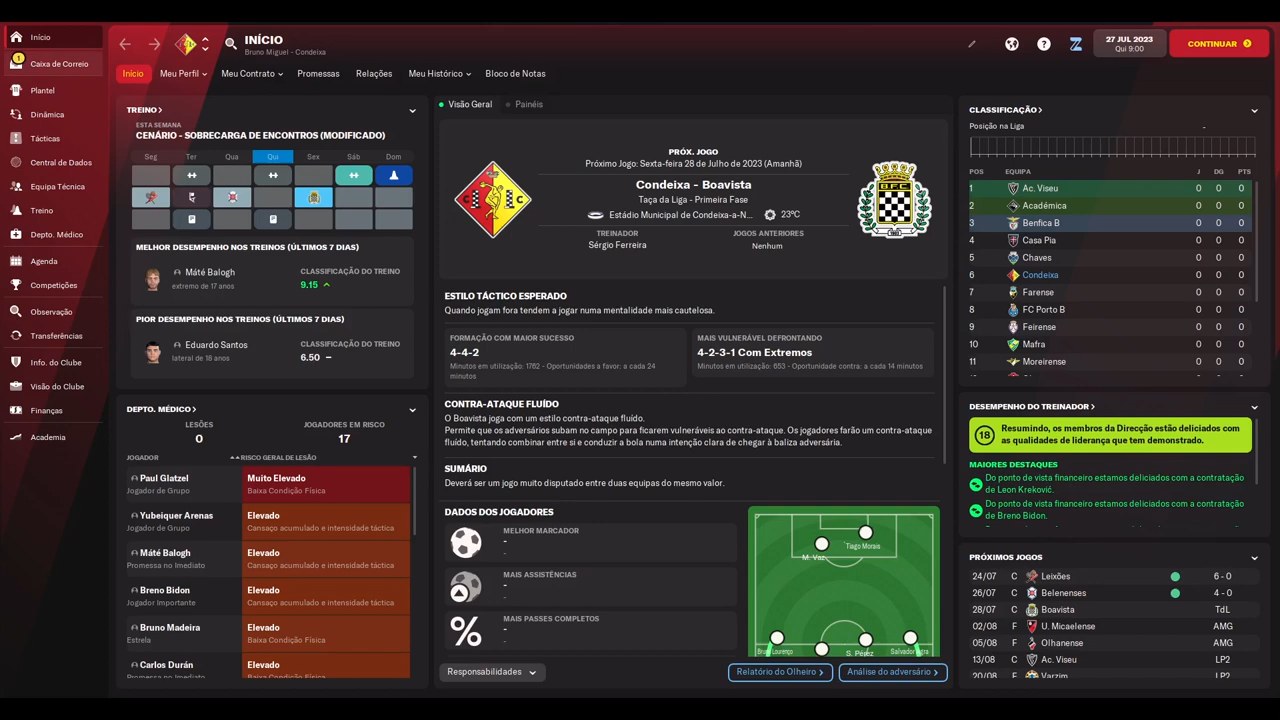 Início
1
Caixa de Correio
Plantel
Dinâmica
Tácticas
Central de Dados
Equipa Técnica
Treino
Depto. Médico
Agenda
Competições
Observação
Transferências
Info. do Clube
Visão do Clube
Finanças
Academia
INÍCIO
Bruno Miguel - Condeixa
27 JUL 2023
Qui 9:00
CONTINUAR
Início
Meu Perfil
Meu Contrato
Promessas
Relações
Meu Histórico
Bloco de Notas
TREINO
ESTA SEMANA
CENÁRIO - SOBRECARGA DE ENCONTROS (MODIFICADO)
Seg Ter Qua Qui Sex Sáb Dom
MELHOR DESEMPENHO NOS TREINOS (ÚLTIMOS 7 DIAS)
Máté Balogh
extremo de 17 anos
CLASSIFICAÇÃO DO TREINO
9.15
PIOR DESEMPENHO NOS TREINOS (ÚLTIMOS 7 DIAS)
Eduardo Santos
lateral de 18 anos
CLASSIFICAÇÃO DO TREINO
6.50 –
DEPTO. MÉDICO
LESÕES
0
JOGADORES EM RISCO
17
JOGADOR RISCO GERAL DE LESÃO
Paul Glatzel
Jogador de Grupo
Muito Elevado
Baixa Condição Física
Yubeiquer Arenas
Jogador de Grupo
Elevado
Cansaço acumulado e intensidade táctica
Máté Balogh
Promessa no Imediato
Elevado
Cansaço acumulado e intensidade táctica
Breno Bidon
Jogador Importante
Elevado
Cansaço acumulado e intensidade táctica
Bruno Madeira
Estrela
Elevado
Baixa Condição Física
Carlos Durán
Promessa no Imediato
Elevado
Cansaço acumulado e intensidade táctica
Visão Geral
Painéis
PRÓX. JOGO
Próximo Jogo: Sexta-feira 28 de Julho de 2023 (Amanhã)
Condeixa - Boavista
Taça da Liga - Primeira Fase
Estádio Municipal de Condeixa-a-N...
23ºC
TREINADOR
Sérgio Ferreira
JOGOS ANTERIORES
Nenhum
ESTILO TÁCTICO ESPERADO
Quando jogam fora tendem a jogar numa mentalidade mais cautelosa.
FORMAÇÃO COM MAIOR SUCESSO
4-4-2
Minutos em utilização: 1762 - Oportunidades a favor: a cada 24
minutos
MAIS VULNERÁVEL DEFRONTANDO
4-2-3-1 Com Extremos
Minutos em utilização: 653 - Oportunidade contra: a cada 14 minutos
CONTRA-ATAQUE FLUÍDO
O Boavista joga com um estilo contra-ataque fluído.
Permite que os adversários subam no campo para ficarem vulneráveis ao contra-ataque. Os jogadores farão um contra-ataque
fluído, tentando combinar entre si e conduzir a bola numa intenção clara de chegar à baliza adversária.
SUMÁRIO
Deverá ser um jogo muito disputado entre duas equipas do mesmo valor.
DADOS DOS JOGADORES
MELHOR MARCADOR
-
-
MAIS ASSISTÊNCIAS
-
-
MAIS PASSES COMPLETOS
-
-
M. Vaz
Tiago Morais
Bruno Lourenço
S. Pérez
Salvador Agra
Responsabilidades
Relatório do Olheiro
Análise do adversário
CLASSIFICAÇÃO
Posição na Liga -
POS EQUIPA J DG PTS
1 Ac. Viseu 0 0 0
2 Académica 0 0 0
3 Benfica B 0 0 0
4 Casa Pia 0 0 0
5 Chaves 0 0 0
6 Condeixa 0 0 0
7 Farense 0 0 0
8 FC Porto B 0 0 0
9 Feirense 0 0 0
10 Mafra 0 0 0
11 Moreirense 0 0 0
DESEMPENHO DO TREINADOR
18
Resumindo, os membros da Direcção estão deliciados com
as qualidades de liderança que tem demonstrado.
MAIORES DESTAQUES
Do ponto de vista financeiro estamos deliciados com a contratação
de Leon Kreković.
Do ponto de vista financeiro estamos deliciados com a contratação
de Breno Bidon.
PRÓXIMOS JOGOS
24/07 C Leixões 6 - 0
26/07 C Belenenses 4 - 0
28/07 C Boavista TdL
02/08 F U. Micaelense AMG
05/08 F Olhanense AMG
13/08 C Ac. Viseu LP2
20/08 F Varzim LP2